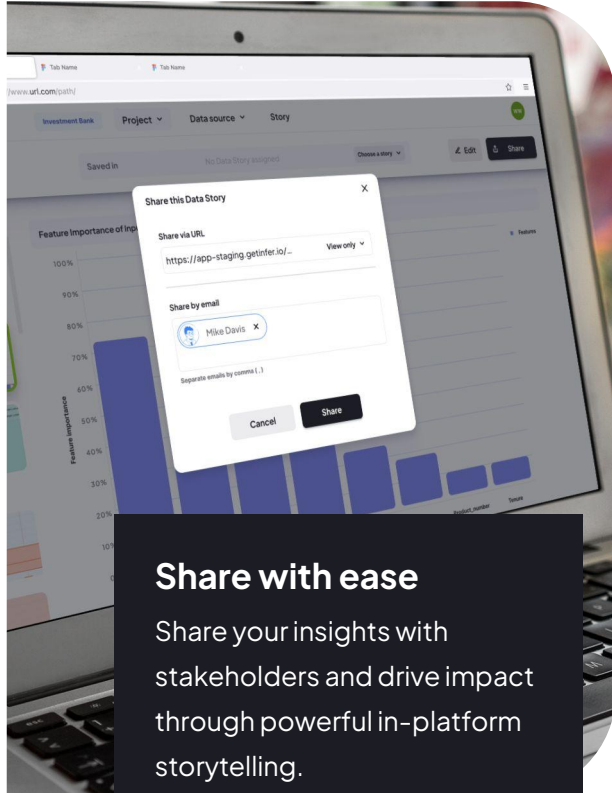 Tab Name
Tab Name
/www.url.com/path/
Investment Bank
Project
Data source
Story
Saved in
No Data Story assigned
Choose a story
Edit
Share
Share this Data Story
X
Feature Importance of Inpu
Features
Share via URL
https://app-staging.getinfer.io/...
View only
100%
90%
80%
70%
60%
50%
40%
30%
20%
10%
Feature importance
Share by email
Mike Davis x
Separate emails by comma ( , )
Cancel
Share
Product_number
Tenure
Share with ease
Share your insights with
stakeholders and drive impact
through powerful in-platform
storytelling.
esc